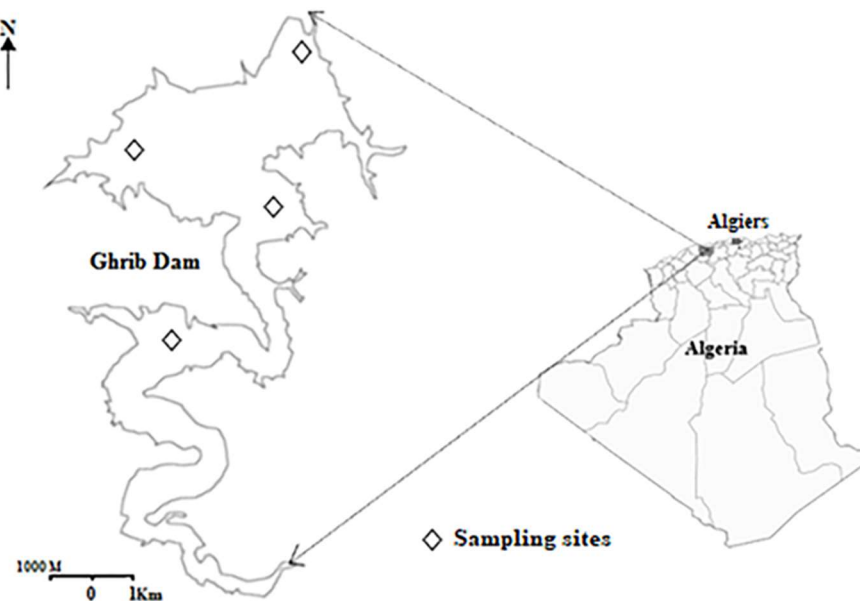 N
Algiers
Ghrib Dam
Algeria
Sampling sites
1000 M
0 1Km